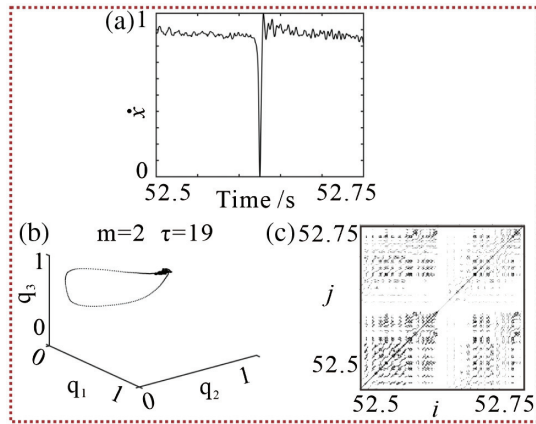 (a)
1
ẋ
0
52.5 Time /s 52.75
(b) m=2 τ=19
1
q₃
0
0
q₁
1
0
q₂
1
(c)
52.75
j
52.5
52.5 i 52.75